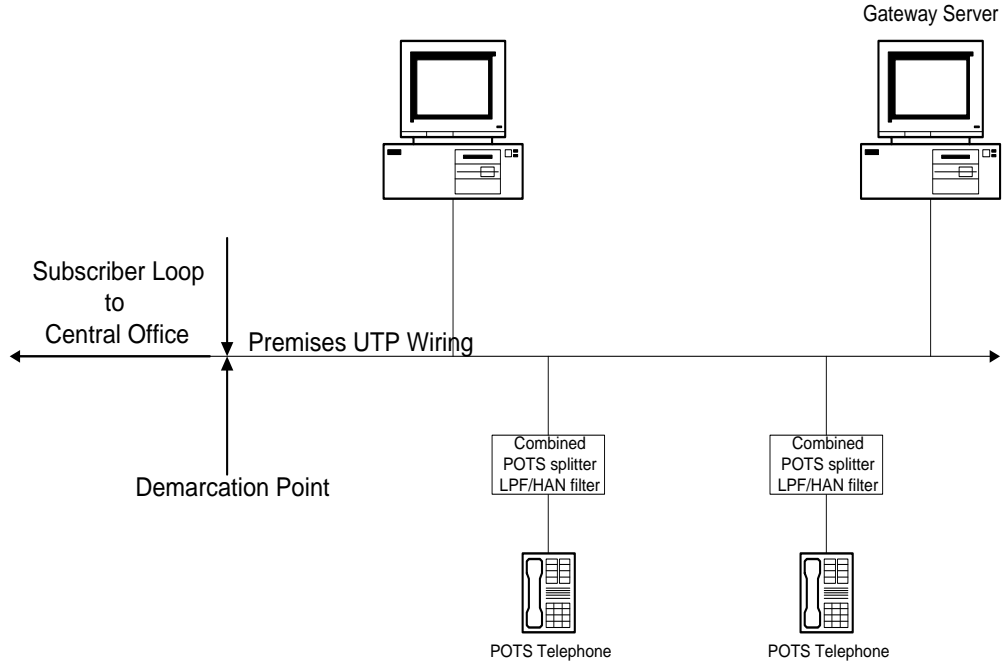 Gateway Server
Subscriber Loop
to
Central Office
Premises UTP Wiring
Demarcation Point
Combined
POTS splitter
LPF/HAN filter
Combined
POTS splitter
LPF/HAN filter
POTS Telephone
POTS Telephone